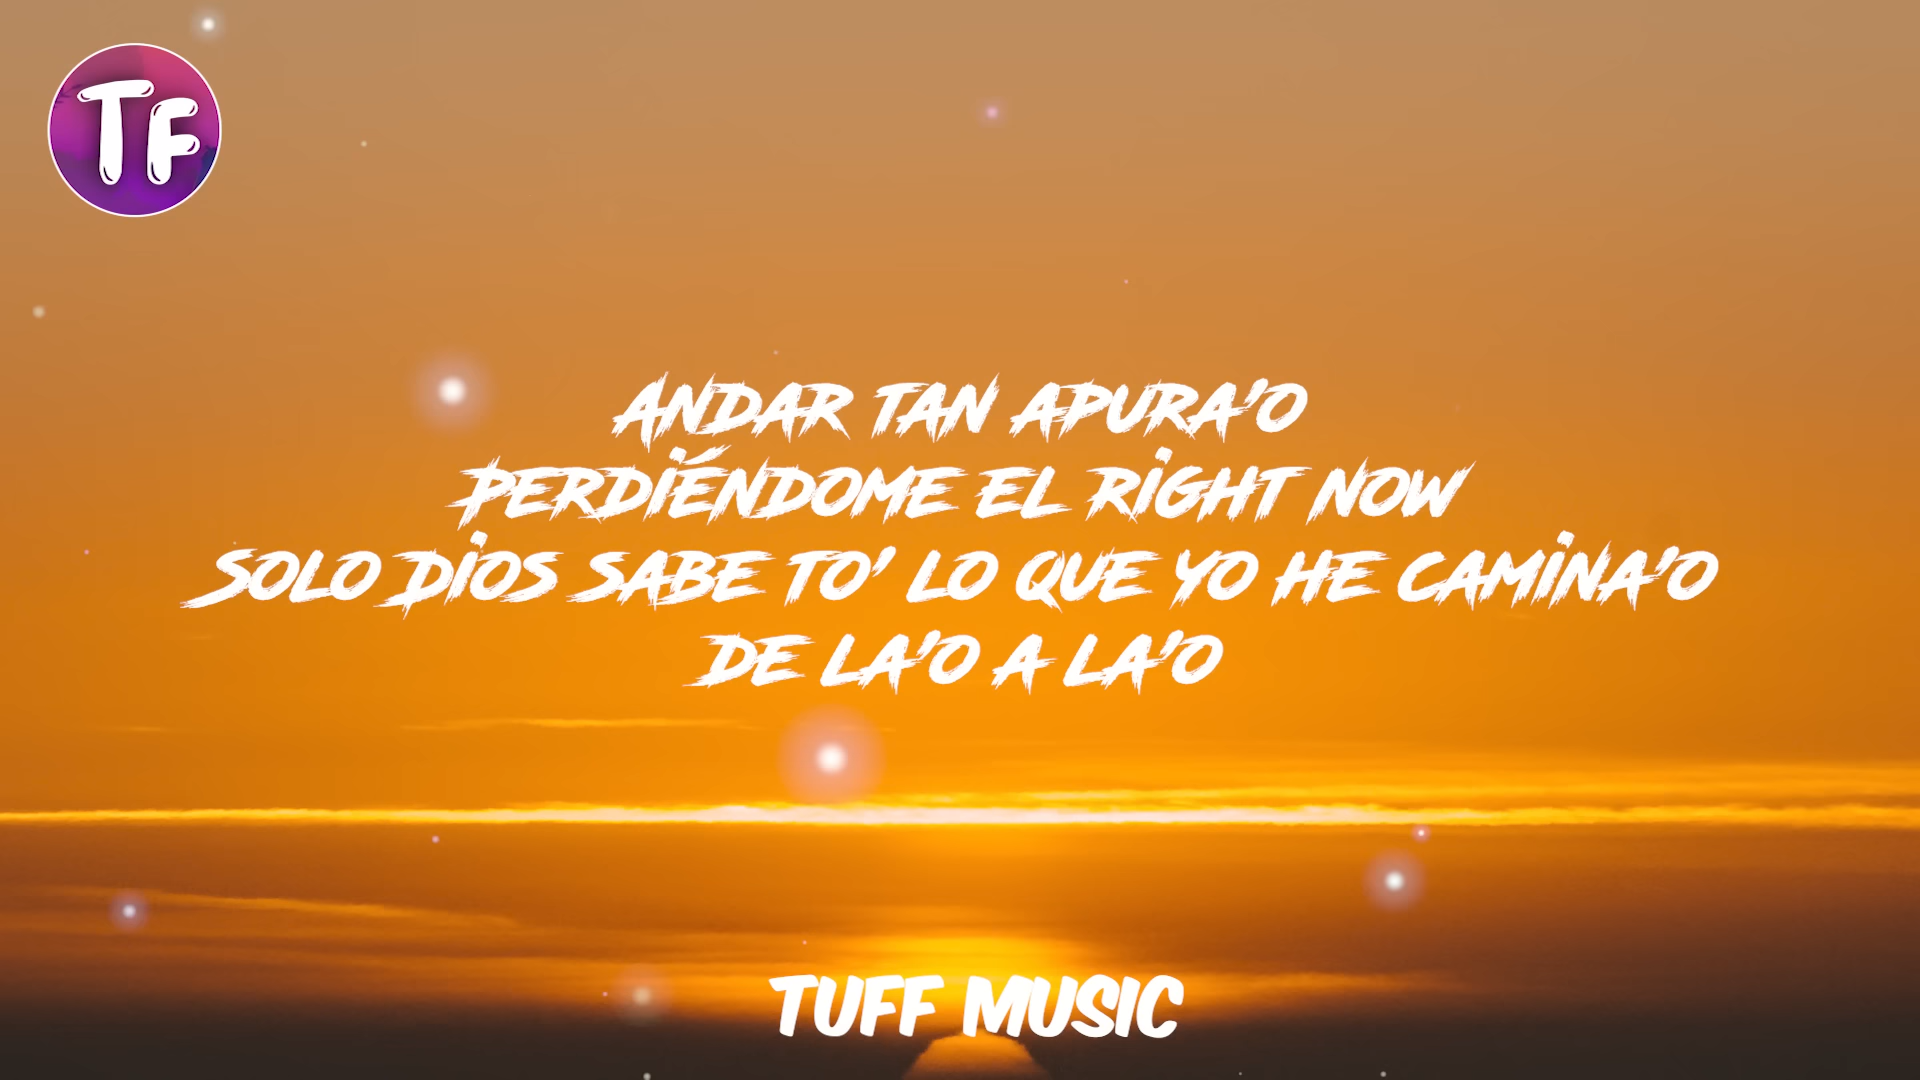 TF
ANDAR TAN APURA'O
PERDIÉNDOME EL RIGHT NOW
SOLO DIOS SABE TO' LO QUE YO HE CAMINA'O
DE LA'O A LA'O
TUFF MUSIC